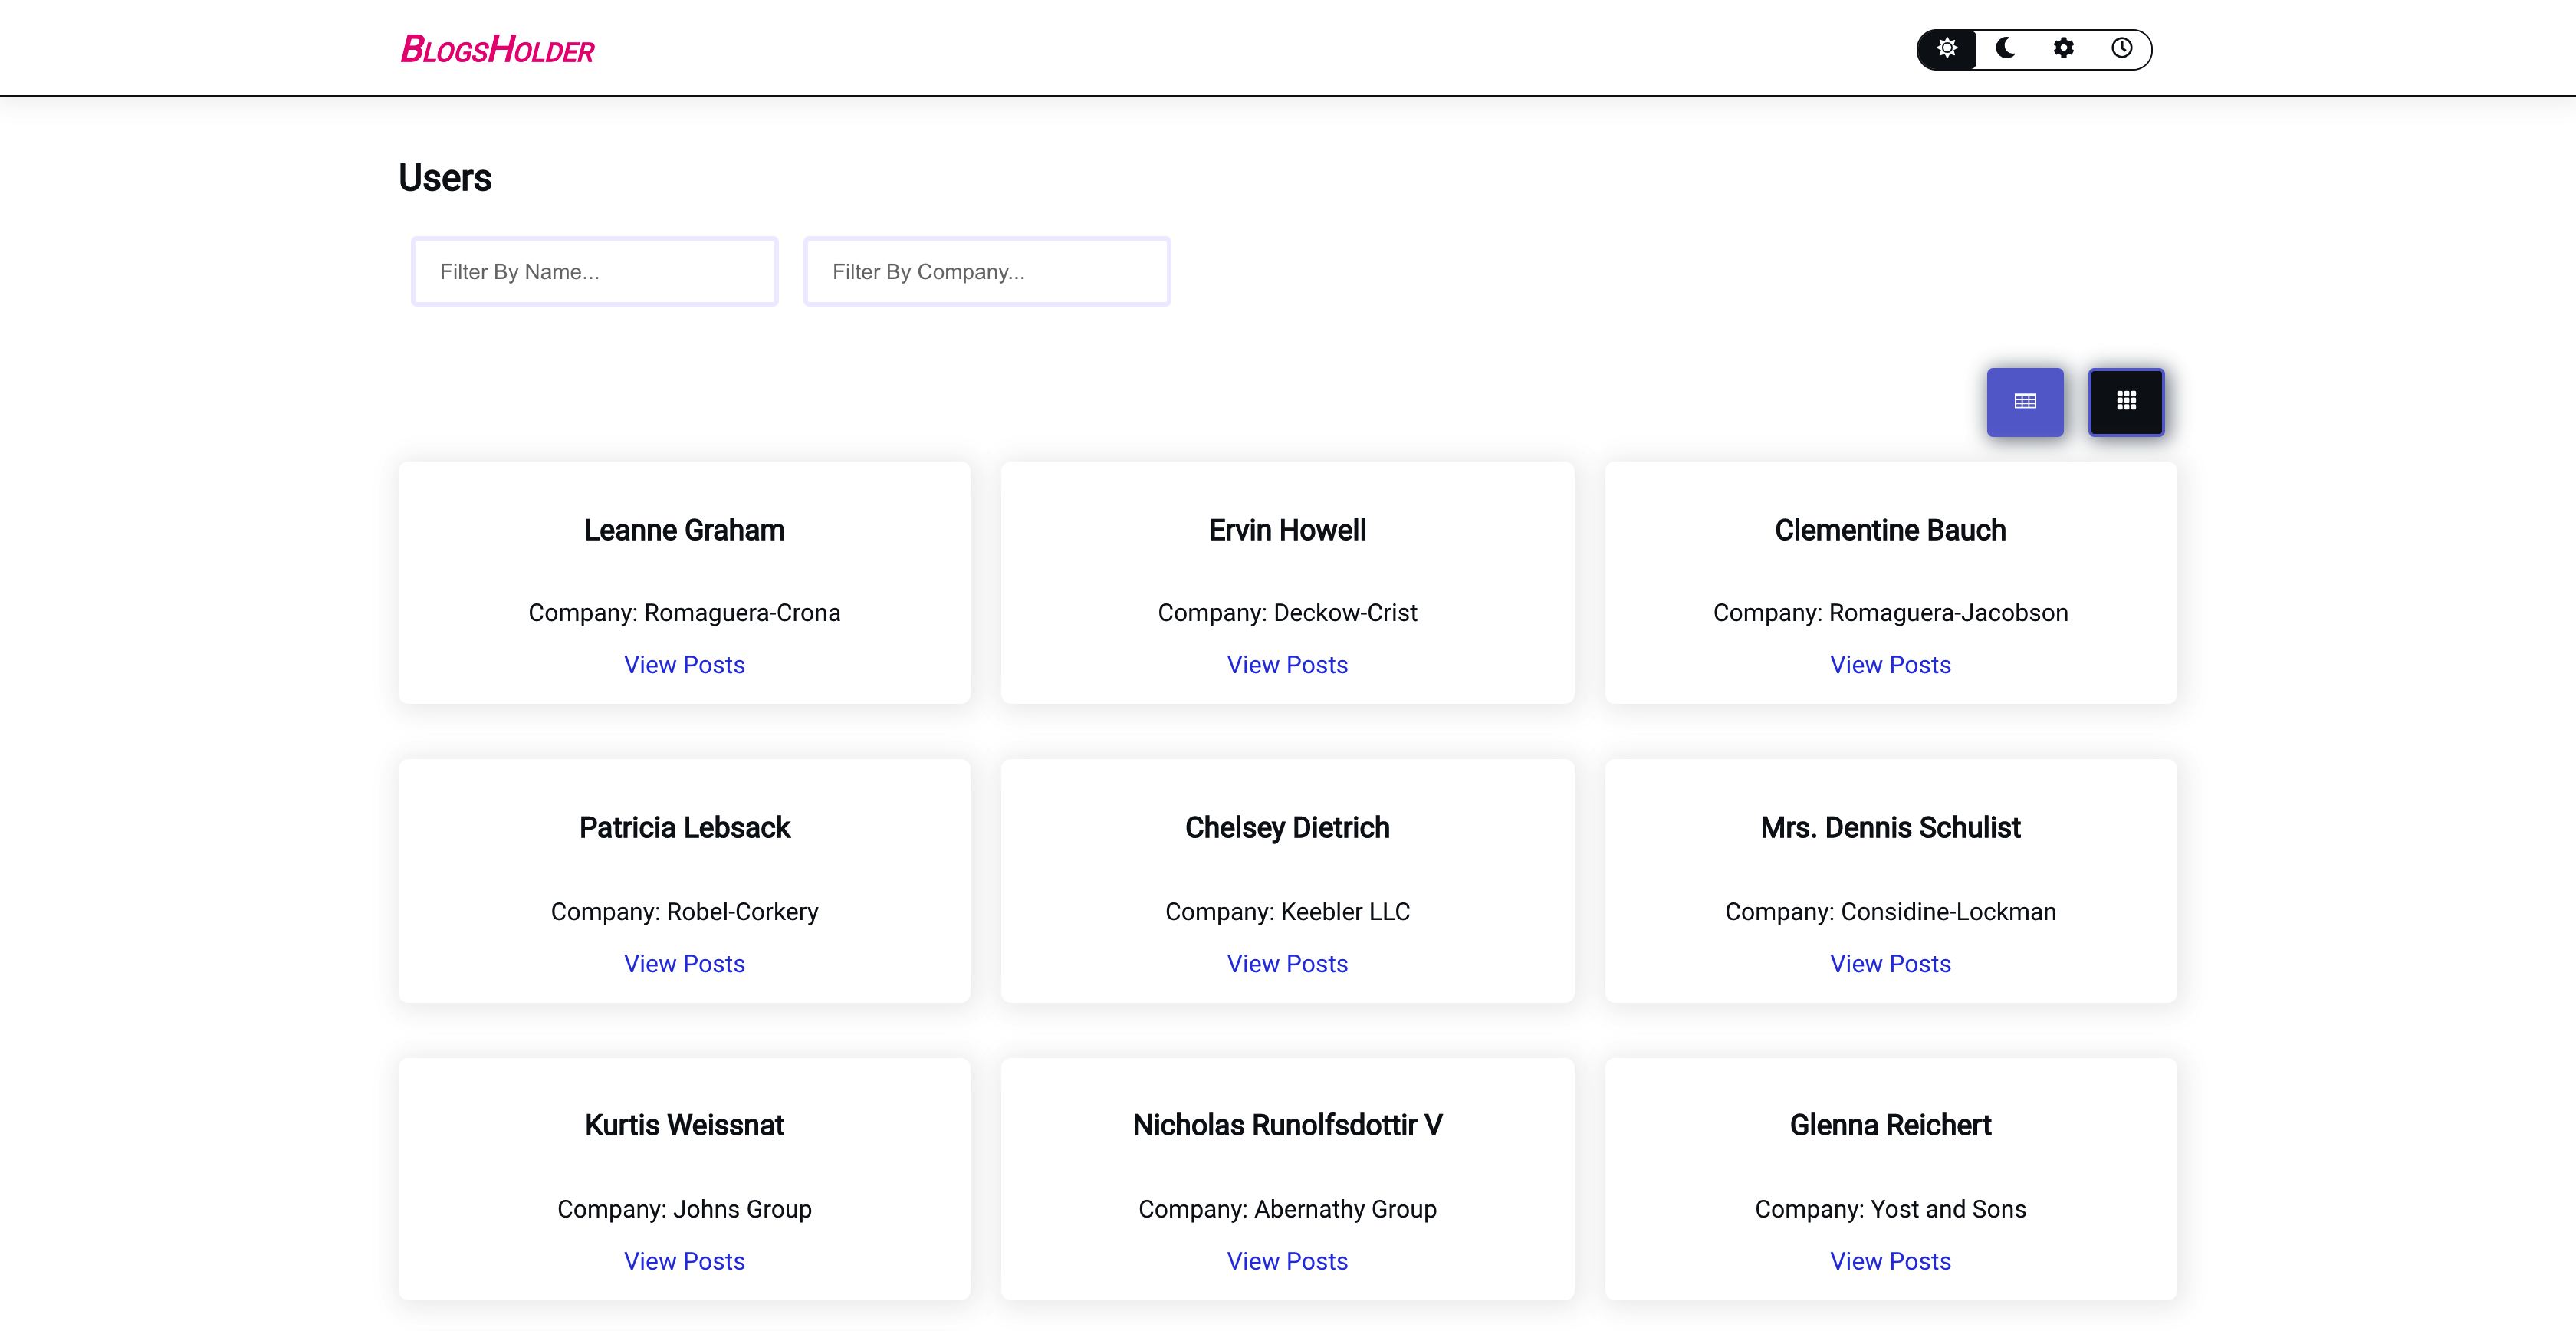 BlogsHolder
Users
Filter By Name...
Filter By Company...
Leanne Graham
Company: Romaguera-Crona
View Posts
Ervin Howell
Company: Deckow-Crist
View Posts
Clementine Bauch
Company: Romaguera-Jacobson
View Posts
Patricia Lebsack
Company: Robel-Corkery
View Posts
Chelsey Dietrich
Company: Keebler LLC
View Posts
Mrs. Dennis Schulist
Company: Considine-Lockman
View Posts
Kurtis Weissnat
Company: Johns Group
View Posts
Nicholas Runolfsdottir V
Company: Abernathy Group
View Posts
Glenna Reichert
Company: Yost and Sons
View Posts